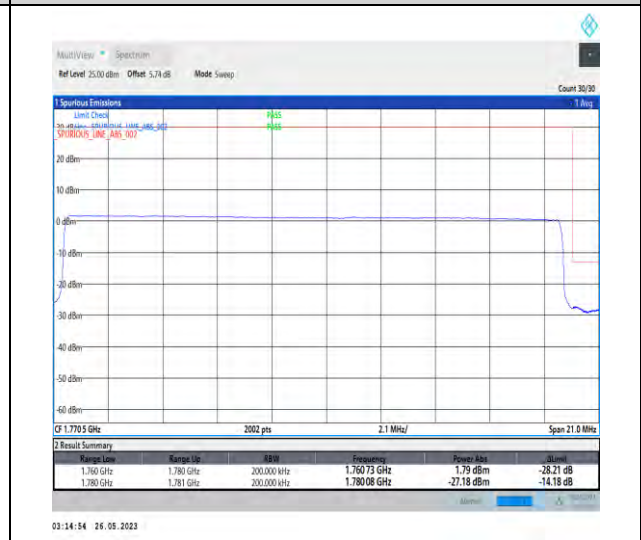 MultiView Spectrum
Ref Level 25.00 dBm Offset 5.74 dB Mode Sweep
Count 30/30
1 Spurious Emissions 1 Avg
Limit Check PASS
Line SPURIOUS_LINE_ABS_002 PASS
SPURIOUS_LINE_ABS_002
20 dBm
10 dBm
0 dBm
-10 dBm
-20 dBm
-30 dBm
-40 dBm
-50 dBm
-60 dBm
CF 1.7705 GHz 2002 pts 2.1 MHz/ Span 21.0 MHz
2 Result Summary
Range Low Range Up RBW Frequency Power Abs ΔLimit
1.760 GHz 1.780 GHz 200.000 kHz 1.76073 GHz 1.79 dBm -28.21 dB
1.780 GHz 1.781 GHz 200.000 kHz 1.78008 GHz -27.18 dBm -14.18 dB
03:14:54 26.05.2023